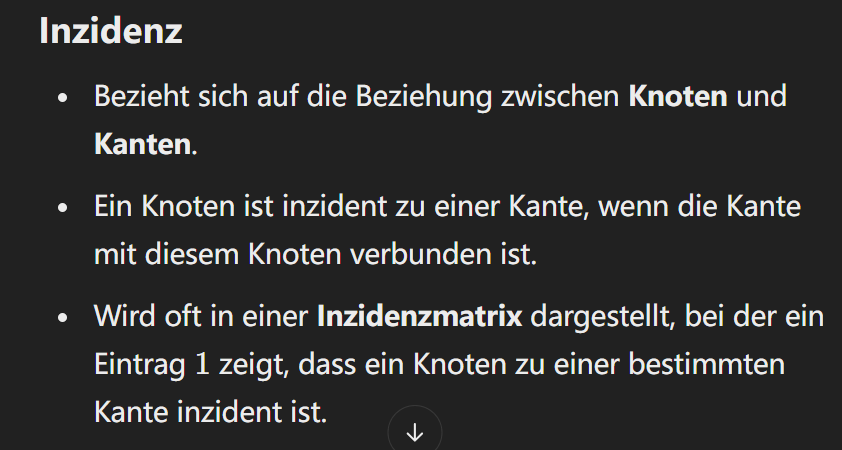 Inzidenz
• Bezieht sich auf die Beziehung zwischen Knoten und
Kanten.
• Ein Knoten ist inzident zu einer Kante, wenn die Kante
mit diesem Knoten verbunden ist.
• Wird oft in einer Inzidenzmatrix dargestellt, bei der ein
Eintrag 1 zeigt, dass ein Knoten zu einer bestimmten
Kante inzident ist.